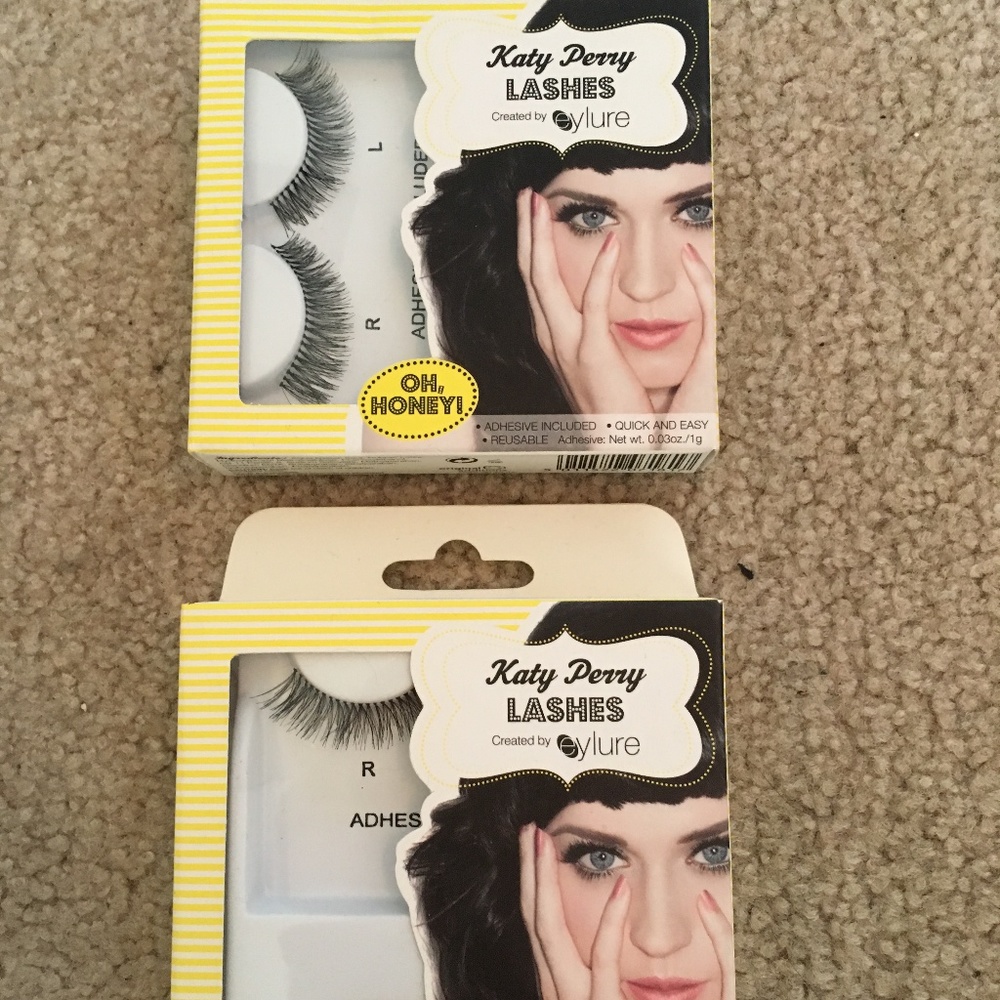 Katy Perry
LASHES
Created by eylure
L
R
OH,
HONEY!
• ADHESIVE INCLUDED • QUICK AND EASY
• REUSABLE Adhesive: Net wt. 0.03oz./1g
Katy Perry
LASHES
Created by eylure
R
ADHES